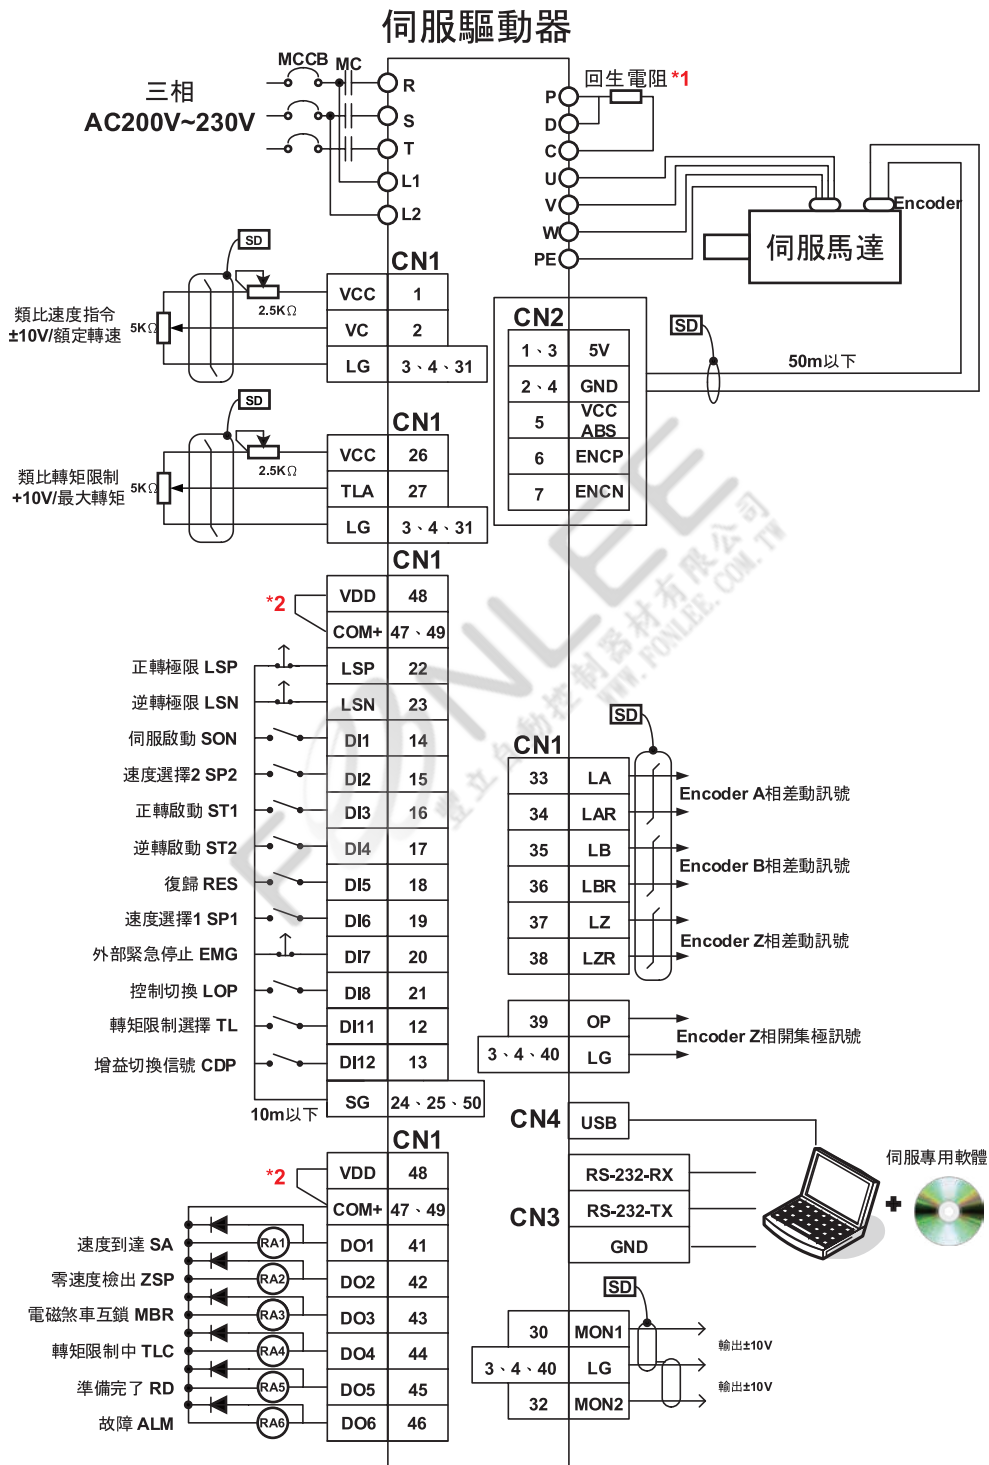 伺服驅動器
MCCB
MC
三相
AC200V~230V
R
S
T
L1
L2
回生電阻 *1
P
D
C
U
V
W
PE
Encoder
伺服馬達
SD
CN1
類比速度指令
±10V/額定轉速
5KΩ
2.5KΩ
VCC 1
VC 2
LG 3、4、31
CN2
SD
50m以下
1、3 5V
2、4 GND
5 VCC ABS
6 ENCP
7 ENCN
SD
CN1
類比轉矩限制
+10V/最大轉矩
5KΩ
2.5KΩ
VCC 26
TLA 27
LG 3、4、31
CN1
*2
VDD 48
COM+ 47、49
正轉極限 LSP LSP 22
逆轉極限 LSN LSN 23
伺服啟動 SON DI1 14
速度選擇2 SP2 DI2 15
正轉啟動 ST1 DI3 16
逆轉啟動 ST2 DI4 17
復歸 RES DI5 18
速度選擇1 SP1 DI6 19
外部緊急停止 EMG DI7 20
控制切換 LOP DI8 21
轉矩限制選擇 TL DI11 12
增益切換信號 CDP DI12 13
10m以下 SG 24、25、50
SD
CN1
33 LA
34 LAR
Encoder A相差動訊號
35 LB
36 LBR
Encoder B相差動訊號
37 LZ
38 LZR
Encoder Z相差動訊號
39 OP
3、4、40 LG
Encoder Z相開集極訊號
CN4 USB
CN3
RS-232-RX
RS-232-TX
GND
伺服專用軟體
+
CN1
*2
VDD 48
COM+ 47、49
速度到達 SA RA1 DO1 41
零速度檢出 ZSP RA2 DO2 42
電磁煞車互鎖 MBR RA3 DO3 43
轉矩限制中 TLC RA4 DO4 44
準備完了 RD RA5 DO5 45
故障 ALM RA6 DO6 46
SD
30 MON1
輸出±10V
3、4、40 LG
輸出±10V
32 MON2
FONLEE
豐立自動控制器材有限公司
WWW.FONLEE.COM.TW